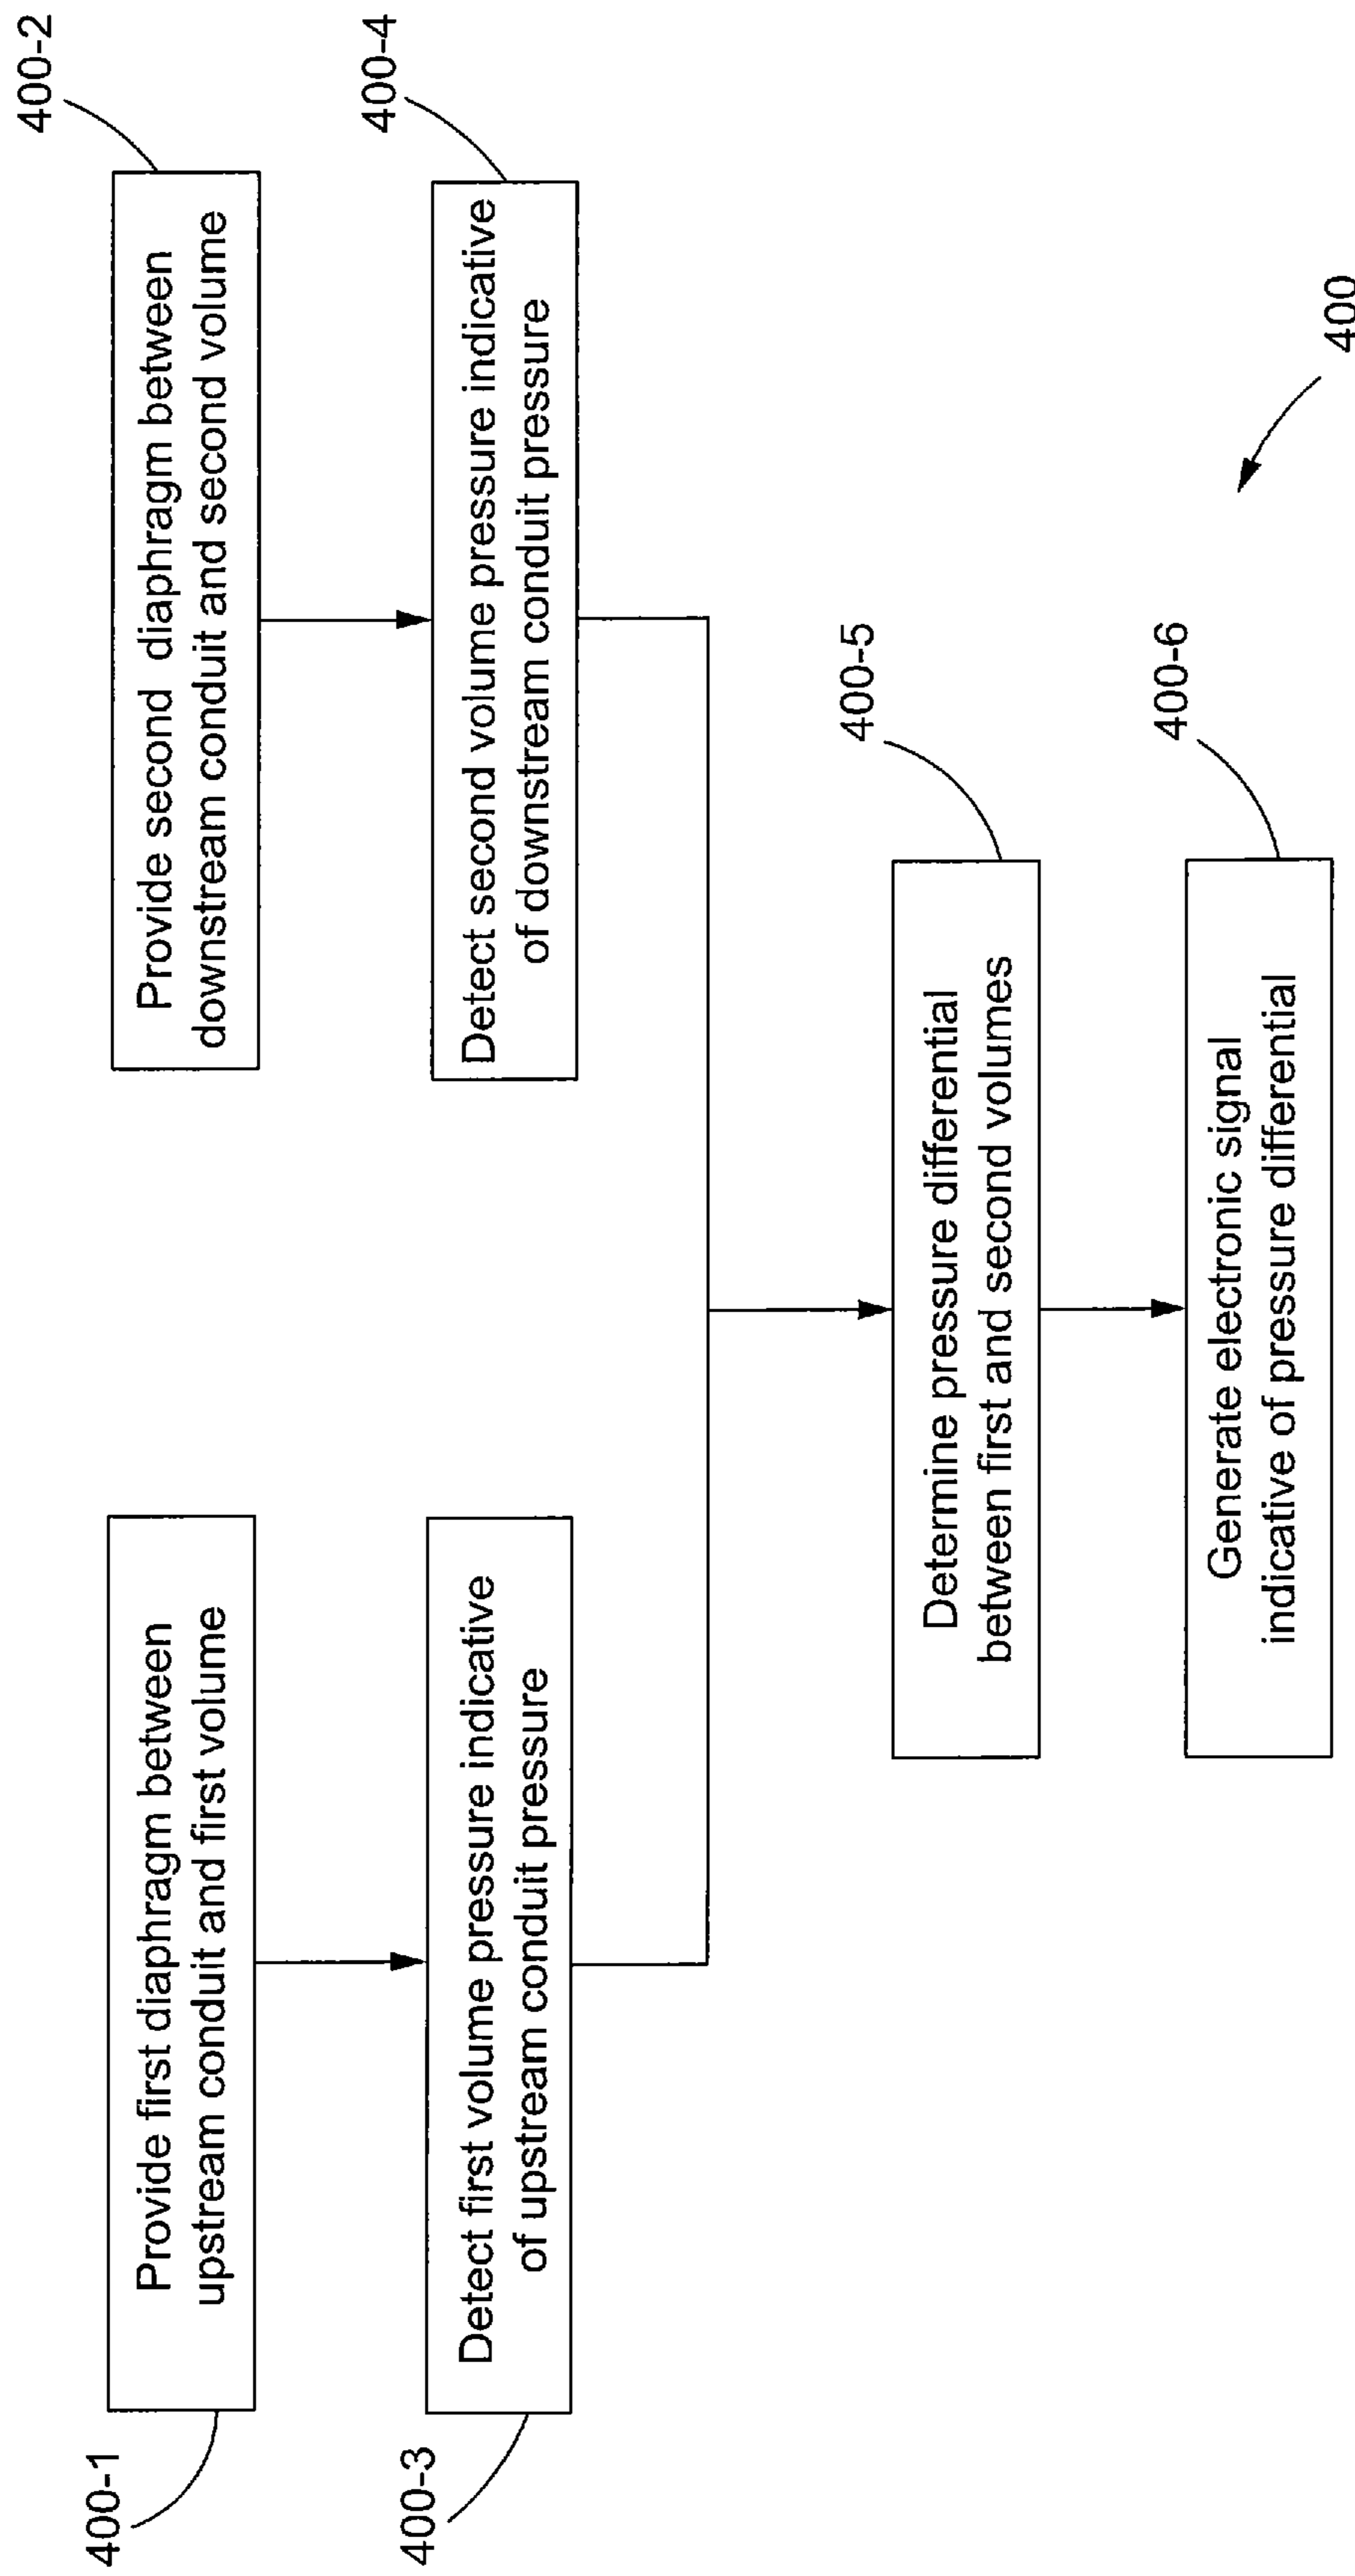 400-1
Provide first diaphragm between
upstream conduit and first volume
400-2
Provide second diaphragm between
downstream conduit and second volume
400-3
Detect first volume pressure indicative
of upstream conduit pressure
400-4
Detect second volume pressure indicative
of downstream conduit pressure
400-5
Determine pressure differential
between first and second volumes
400-6
Generate electronic signal
indicative of pressure differential
400